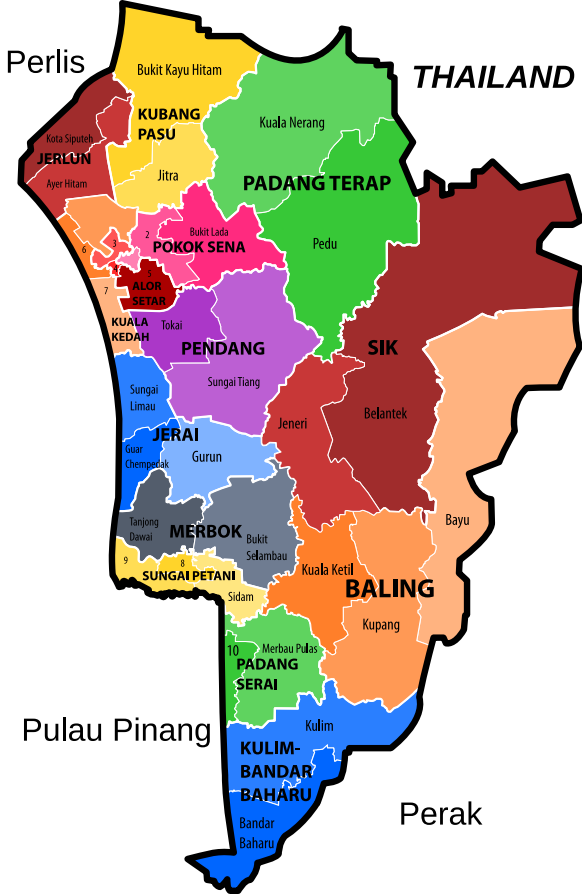 Perlis
THAILAND
Bukit Kayu Hitam
KUBANG
PASU
Kuala Nerang
Kota Siputeh
JERLUN
Ayer Hitam
Jitra
PADANG TERAP
Pedu
6
3
2
Bukit Lada
POKOK SENA
4
5
ALOR
SETAR
7
KUALA
KEDAH
Tokai
PENDANG
Sungai Tiang
SIK
Sungai
Limau
JERAI
Guar
Chempedak
Gurun
Jeneri
Belantek
Tanjong
Dawai
MERBOK
Bukit
Selambau
Bayu
9
8
SUNGAI PETANI
Sidam
Kuala Ketil
BALING
Kupang
10
Merbau Pulas
PADANG
SERAI
Pulau Pinang
Kulim
KULIM-
BANDAR
BAHARU
Bandar
Baharu
Perak